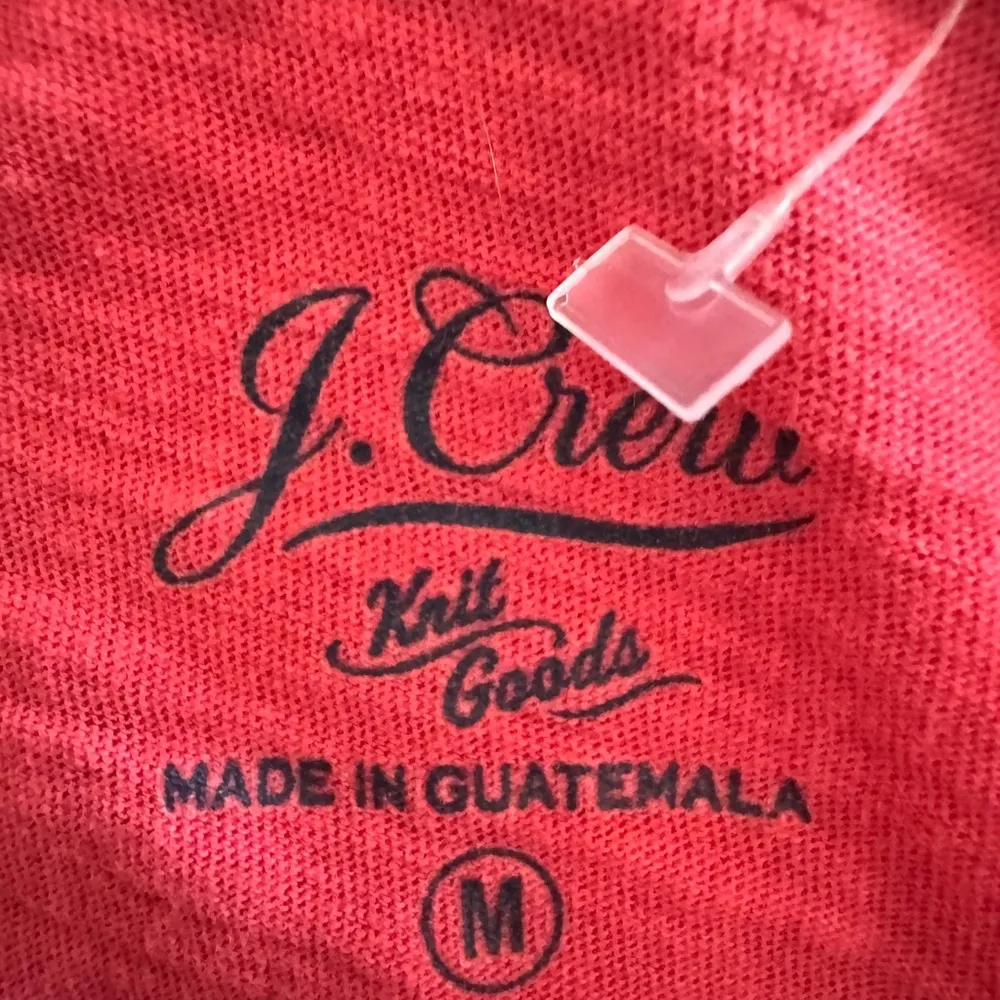 J. Crew
Knit
Goods
MADE IN GUATEMALA
M